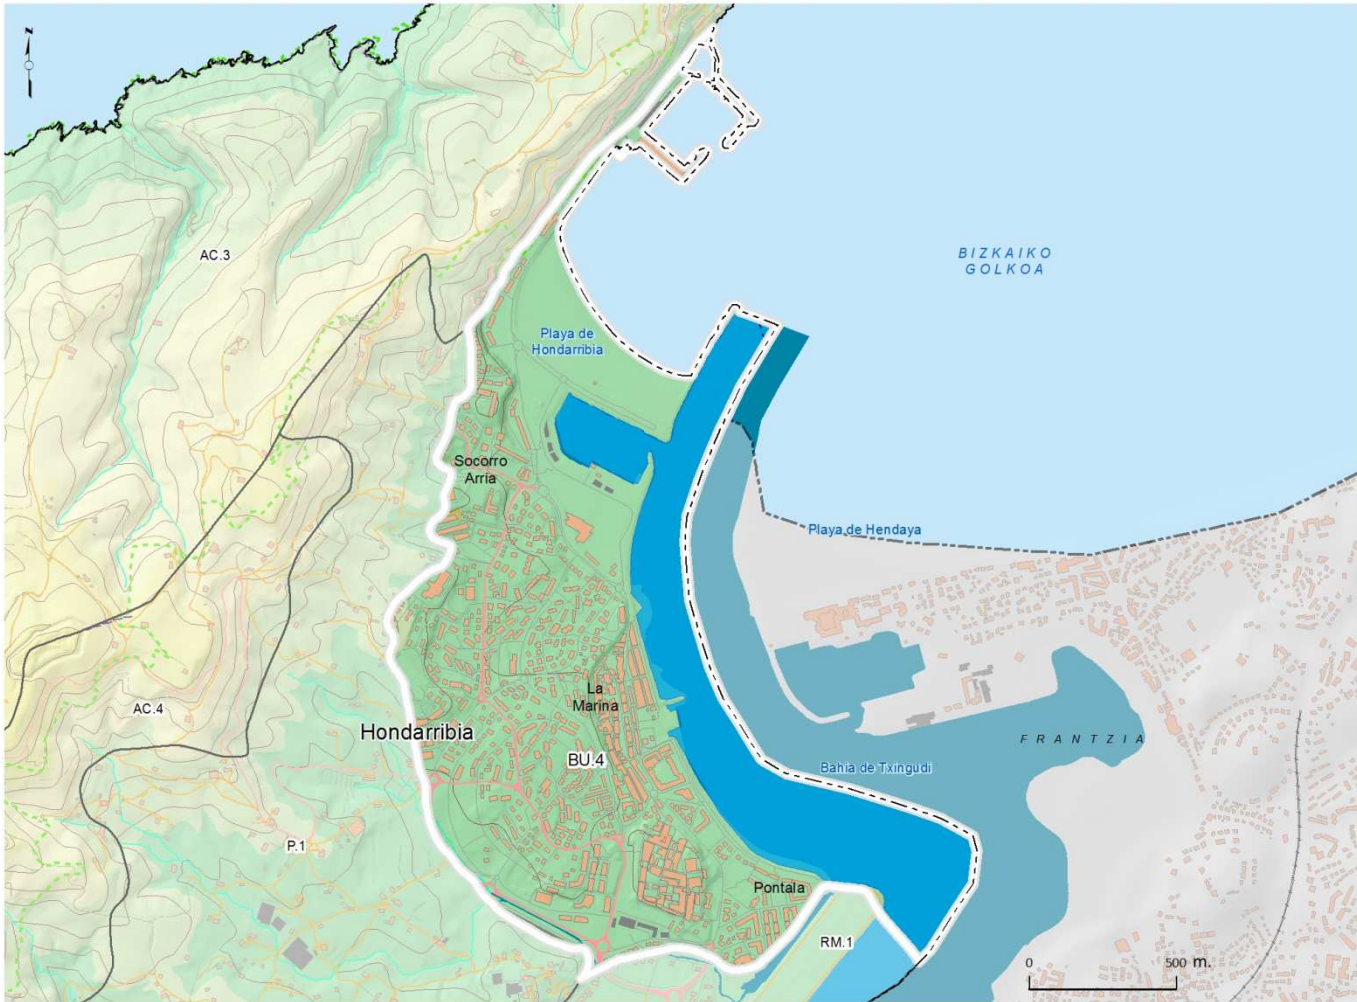 N
AC.3
BIZKAIKO
GOLKOA
Playa de
Hondarribia
Socorro
Arria
Playa de Hendaya
La
Marina
AC.4
Hondarribia
FRANTZIA
BU.4
Bahia de Txingudi
P.1
Pontala
RM.1
0 500 m.